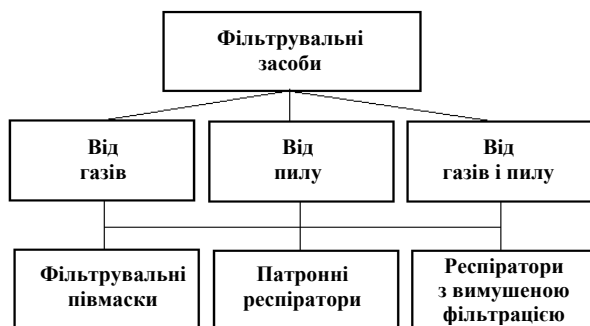 Фільтрувальні
засоби
Від
газів
Від
пилу
Від
газів і пилу
Фільтрувальні
півмаски
Патронні
респіратори
Респіратори
з вимушеною
фільтрацією